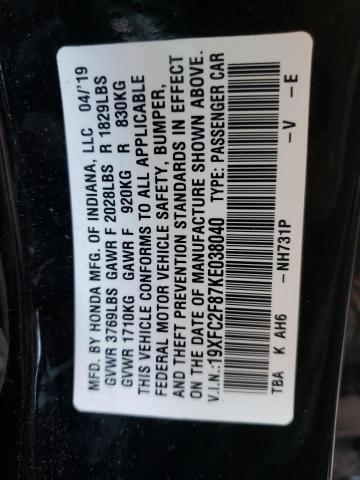 MFD. BY HONDA MFG. OF INDIANA, LLC 04/'19
GVWR 3769LBS GAWR F 2028LBS R 1829LBS
GVWR 1710KG GAWR F 920KG R 830KG
THIS VEHICLE CONFORMS TO ALL APPLICABLE
FEDERAL MOTOR VEHICLE SAFETY, BUMPER,
AND THEFT PREVENTION STANDARDS IN EFFECT
ON THE DATE OF MANUFACTURE SHOWN ABOVE.
V.I.N.:19XFC2F87KE038040 TYPE: PASSENGER CAR
-V -E
TBA K AH6 -NH731P